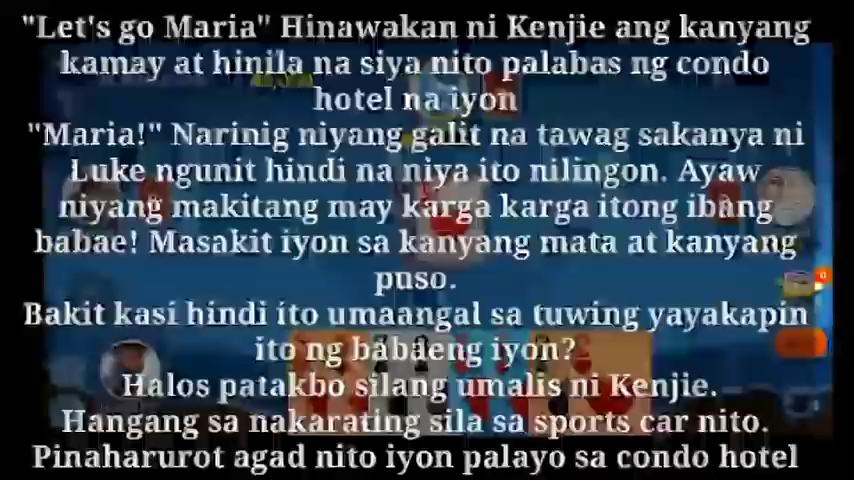 "Let's go Maria" Hinawakan ni Kenjie ang kanyang
kamay at hinila na siya nito palabas ng condo
hotel na iyon
"Maria!" Narinig niyang galit na tawag sakanya ni
Luke ngunit hindi na niya ito nilingon. Ayaw
niyang makitang may karga karga itong ibang
babae! Masakit iyon sa kanyang mata at kanyang
puso.
Bakit kasi hindi ito umaangal sa tuwing yayakapin
ito ng babaeng iyon?
Halos patakbo silang umalis ni Kenjie.
Hangang sa nakarating sila sa sports car nito.
Pinaharurot agad nito iyon palayo sa condo hotel